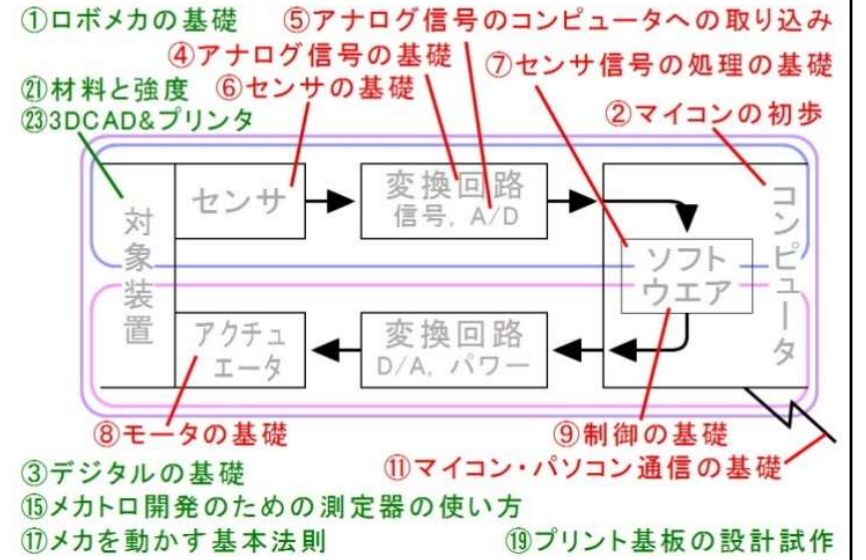 ①ロボメカの基礎
⑤アナログ信号のコンピュータへの取り込み
④アナログ信号の基礎
⑦センサ信号の処理の基礎
㉑材料と強度
⑥センサの基礎
㉓3DCAD&プリンタ
②マイコンの初歩
対象装置
センサ
変換回路
信号, A/D
コンピュータ
ソフト
ウエア
アクチュ
エータ
変換回路
D/A, パワー
⑧モータの基礎
⑨制御の基礎
③デジタルの基礎
⑪マイコン・パソコン通信の基礎
⑮メカトロ開発のための測定器の使い方
⑰メカを動かす基本法則
⑲プリント基板の設計試作